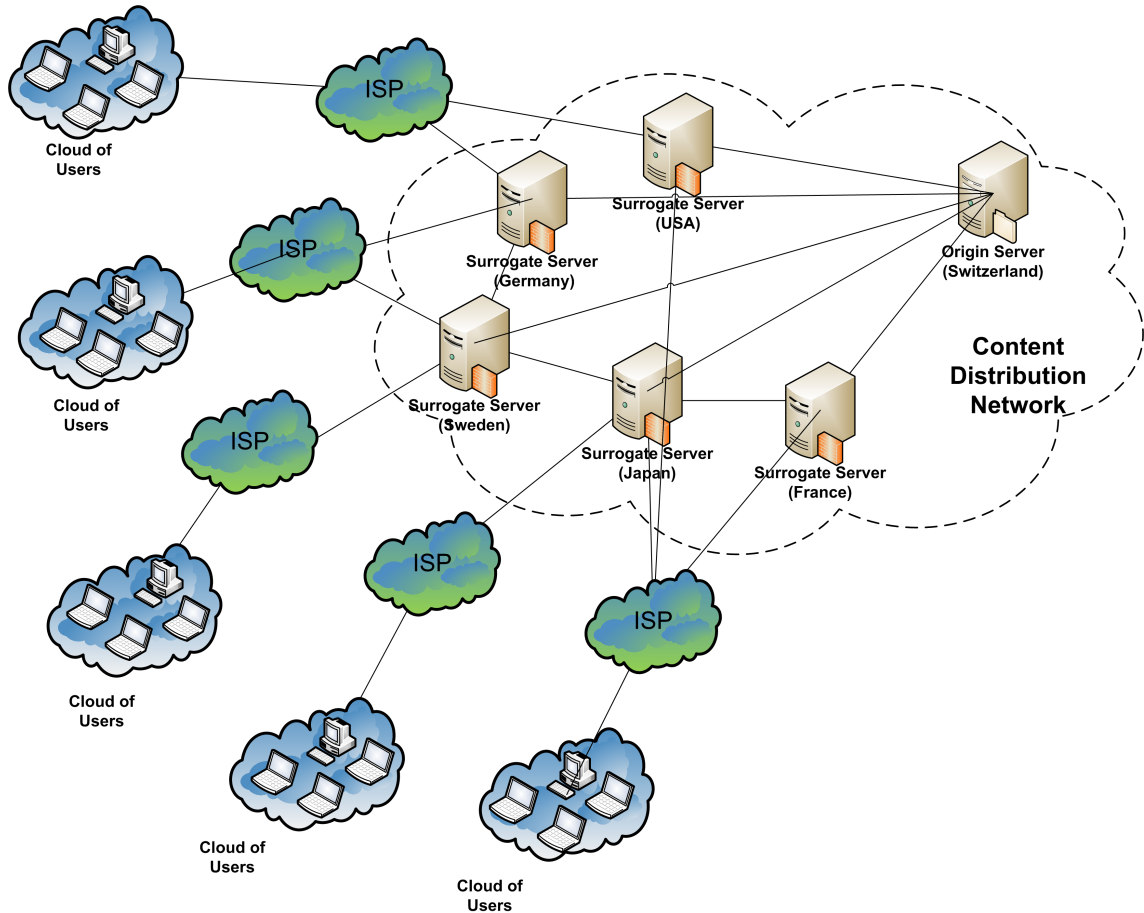 ISP
Cloud of
Users
Surrogate Server
(USA)
Surrogate Server
(Germany)
Origin Server
(Switzerland)
ISP
Cloud of
Users
Content
Distribution
Network
Surrogate Server
(Sweden)
ISP
Surrogate Server
(Japan)
Surrogate Server
(France)
ISP
ISP
Cloud of
Users
Cloud of
Users
Cloud of
Users